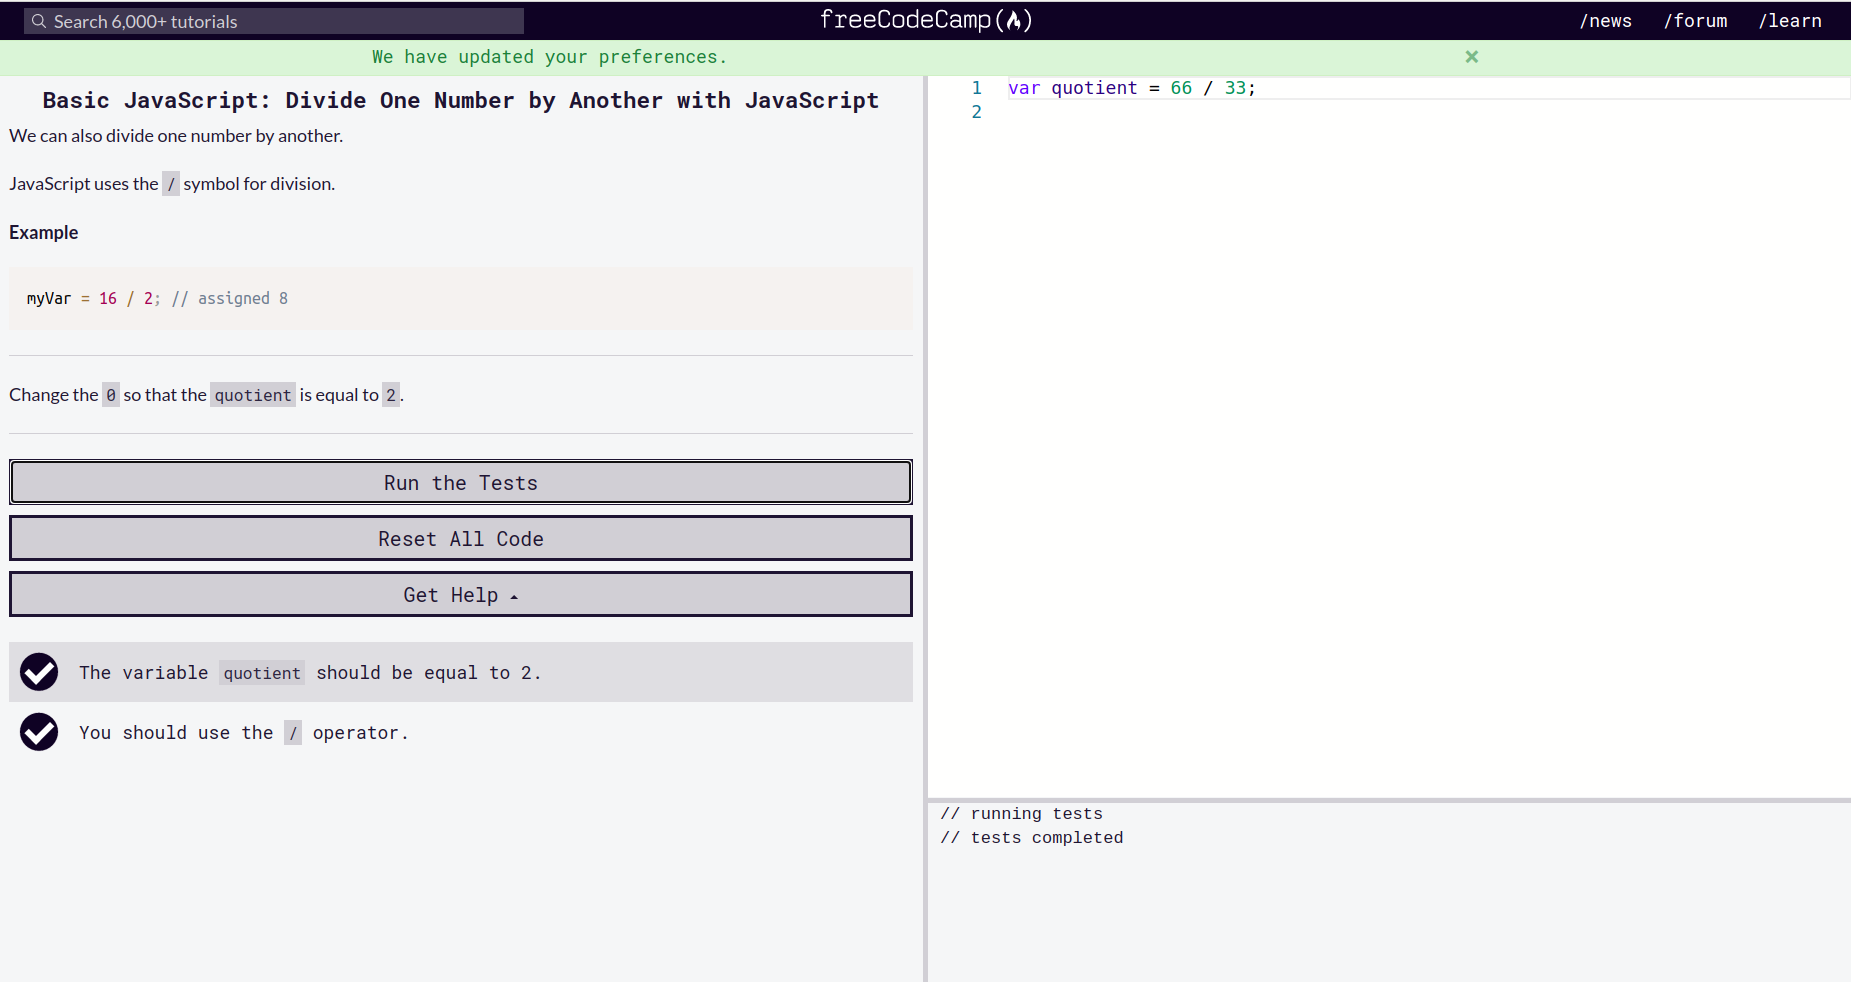 Search 6,000+ tutorials
freeCodeCamp
/news /forum /learn
We have updated your preferences.
Basic JavaScript: Divide One Number by Another with JavaScript
We can also divide one number by another.
JavaScript uses the / symbol for division.
Example
myVar = 16 / 2; // assigned 8
Change the 0 so that the quotient is equal to 2.
Run the Tests
Reset All Code
Get Help
The variable quotient should be equal to 2.
You should use the / operator.
1 var quotient = 66 / 33;
2
// running tests
// tests completed